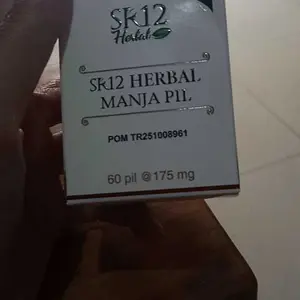 SR12
Herbal
SR12 HERBAL
MANJA PIL
POM TR251008961
60 pil @ 175 mg